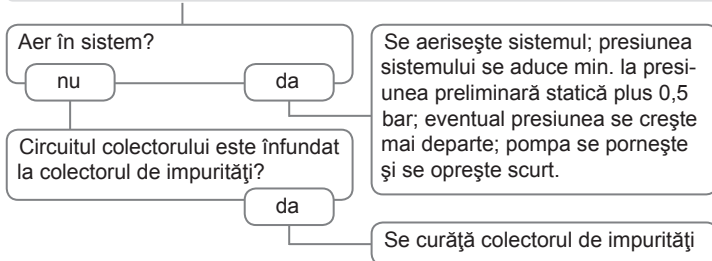 Aer în sistem?
nu
da
Se aeriseşte sistemul; presiunea
sistemului se aduce min. la presi-
unea preliminară statică plus 0,5
bar; eventual presiunea se creşte
mai departe; pompa se porneşte
şi se opreşte scurt.
Circuitul colectorului este înfundat
la colectorul de impurităţi?
da
Se curăţă colectorul de impurităţi